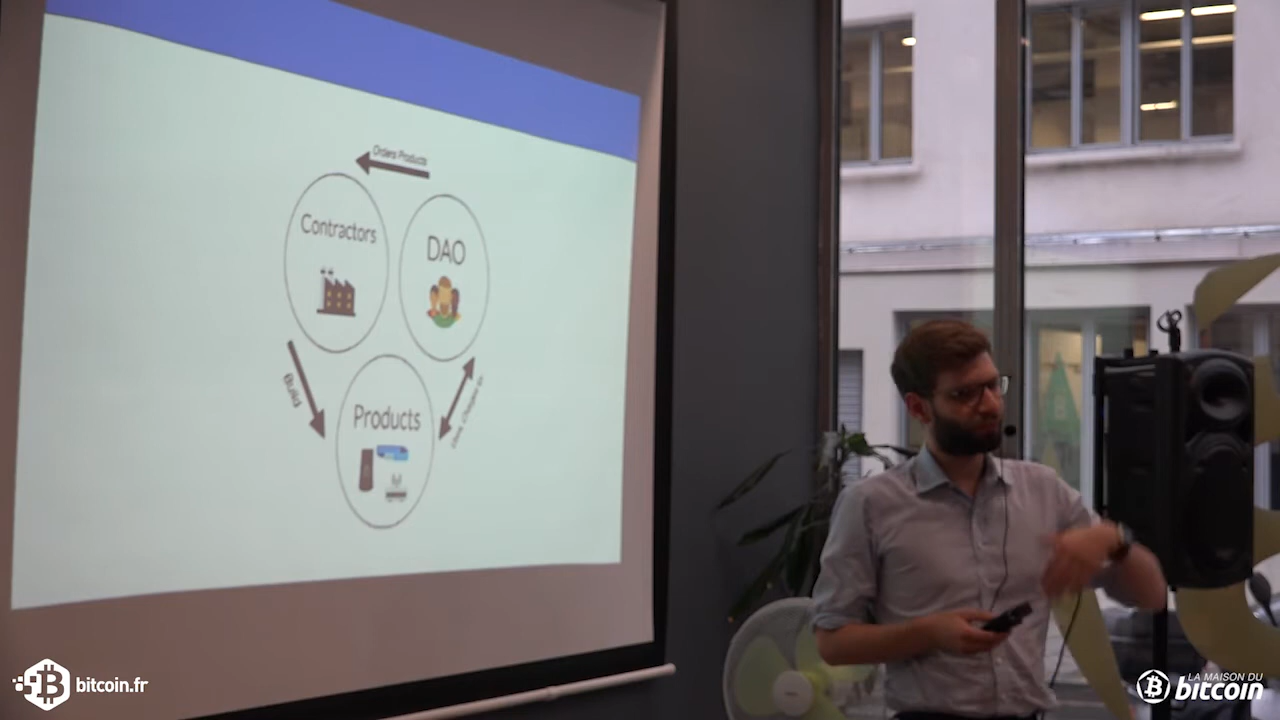 Orders Products
Contractors
DAO
Build
Products
bitcoin.fr
LA MAISON DU
bitcoin